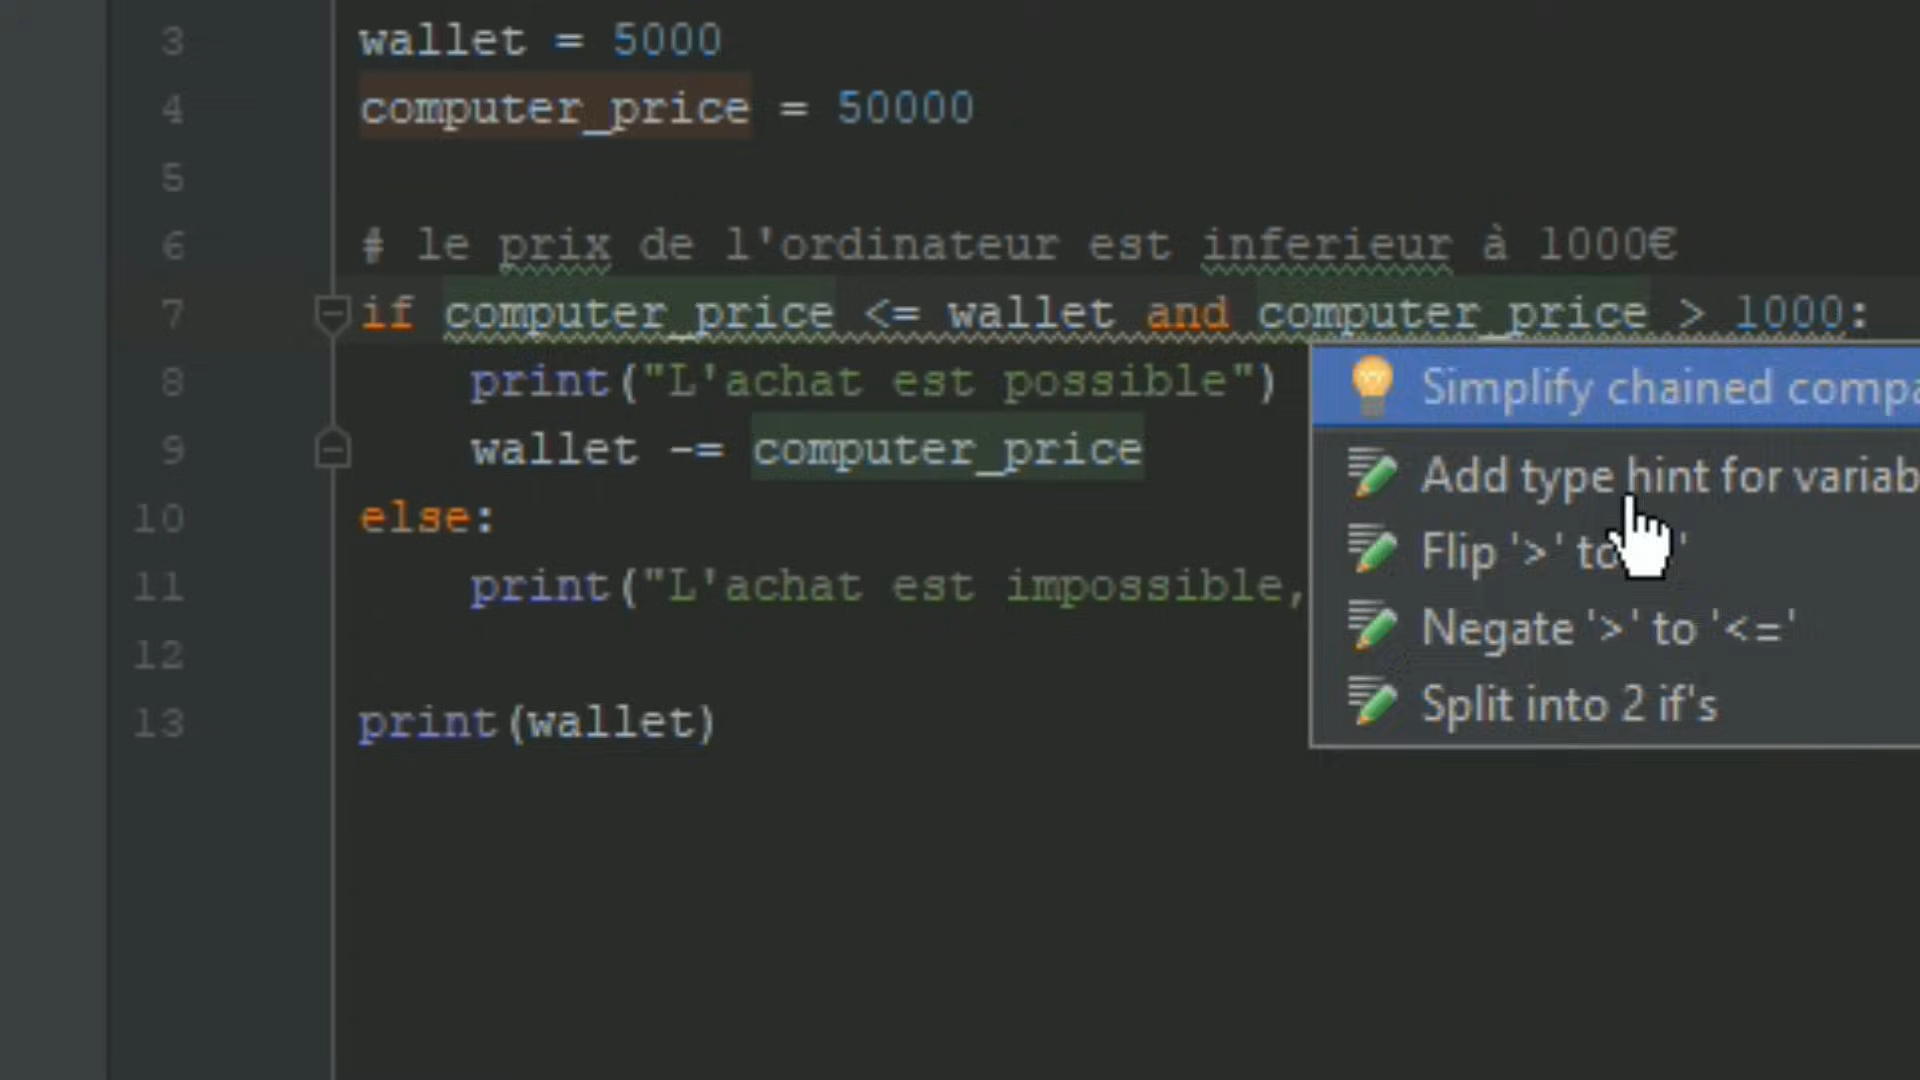 3 wallet = 5000
4 computer_price = 50000
5
6 # le prix de l'ordinateur est inferieur à 1000€
7 if computer_price <= wallet and computer_price > 1000:
8 print("L'achat est possible")
9 wallet -= computer_price
10 else:
11 print("L'achat est impossible,
12
13 print(wallet)
Simplify chained
Add type hint for
Flip '>' to '
Negate '>' to '<='
Split into 2 if's